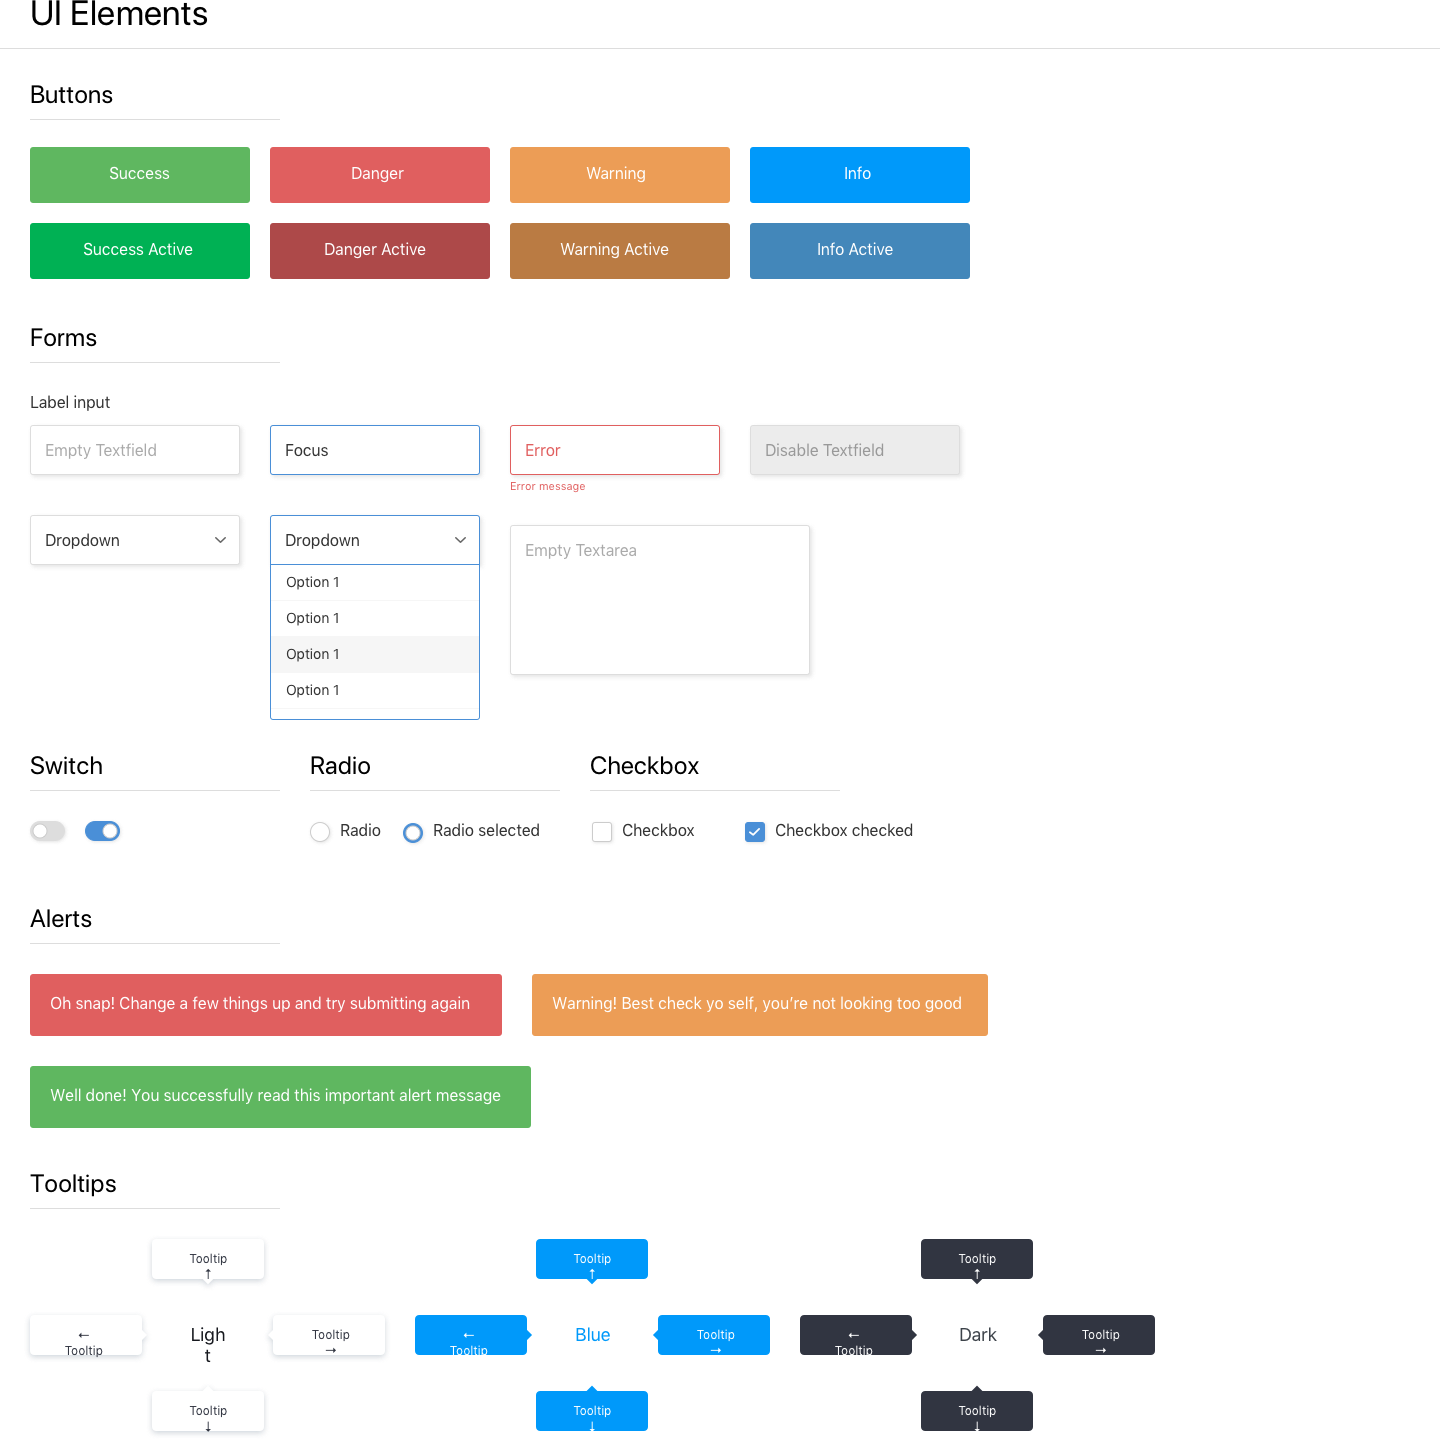 UI Elements
Buttons
Success
Danger
Warning
Info
Success Active
Danger Active
Warning Active
Info Active
Forms
Label input
Empty Textfield
Focus
Error
Disable Textfield
Error message
Dropdown
Dropdown
Empty Textarea
Option 1
Option 1
Option 1
Option 1
Switch
Radio
Checkbox
Radio
Radio selected
Checkbox
Checkbox checked
Alerts
Oh snap! Change a few things up and try submitting again
Warning! Best check yo self, you’re not looking too good
Well done! You successfully read this important alert message
Tooltips
Tooltip
↑
Tooltip
↑
Tooltip
↑
←
Tooltip
Ligh
t
Tooltip
→
←
Tooltip
Blue
Tooltip
→
←
Tooltip
Dark
Tooltip
→
Tooltip
↓
Tooltip
↓
Tooltip
↓